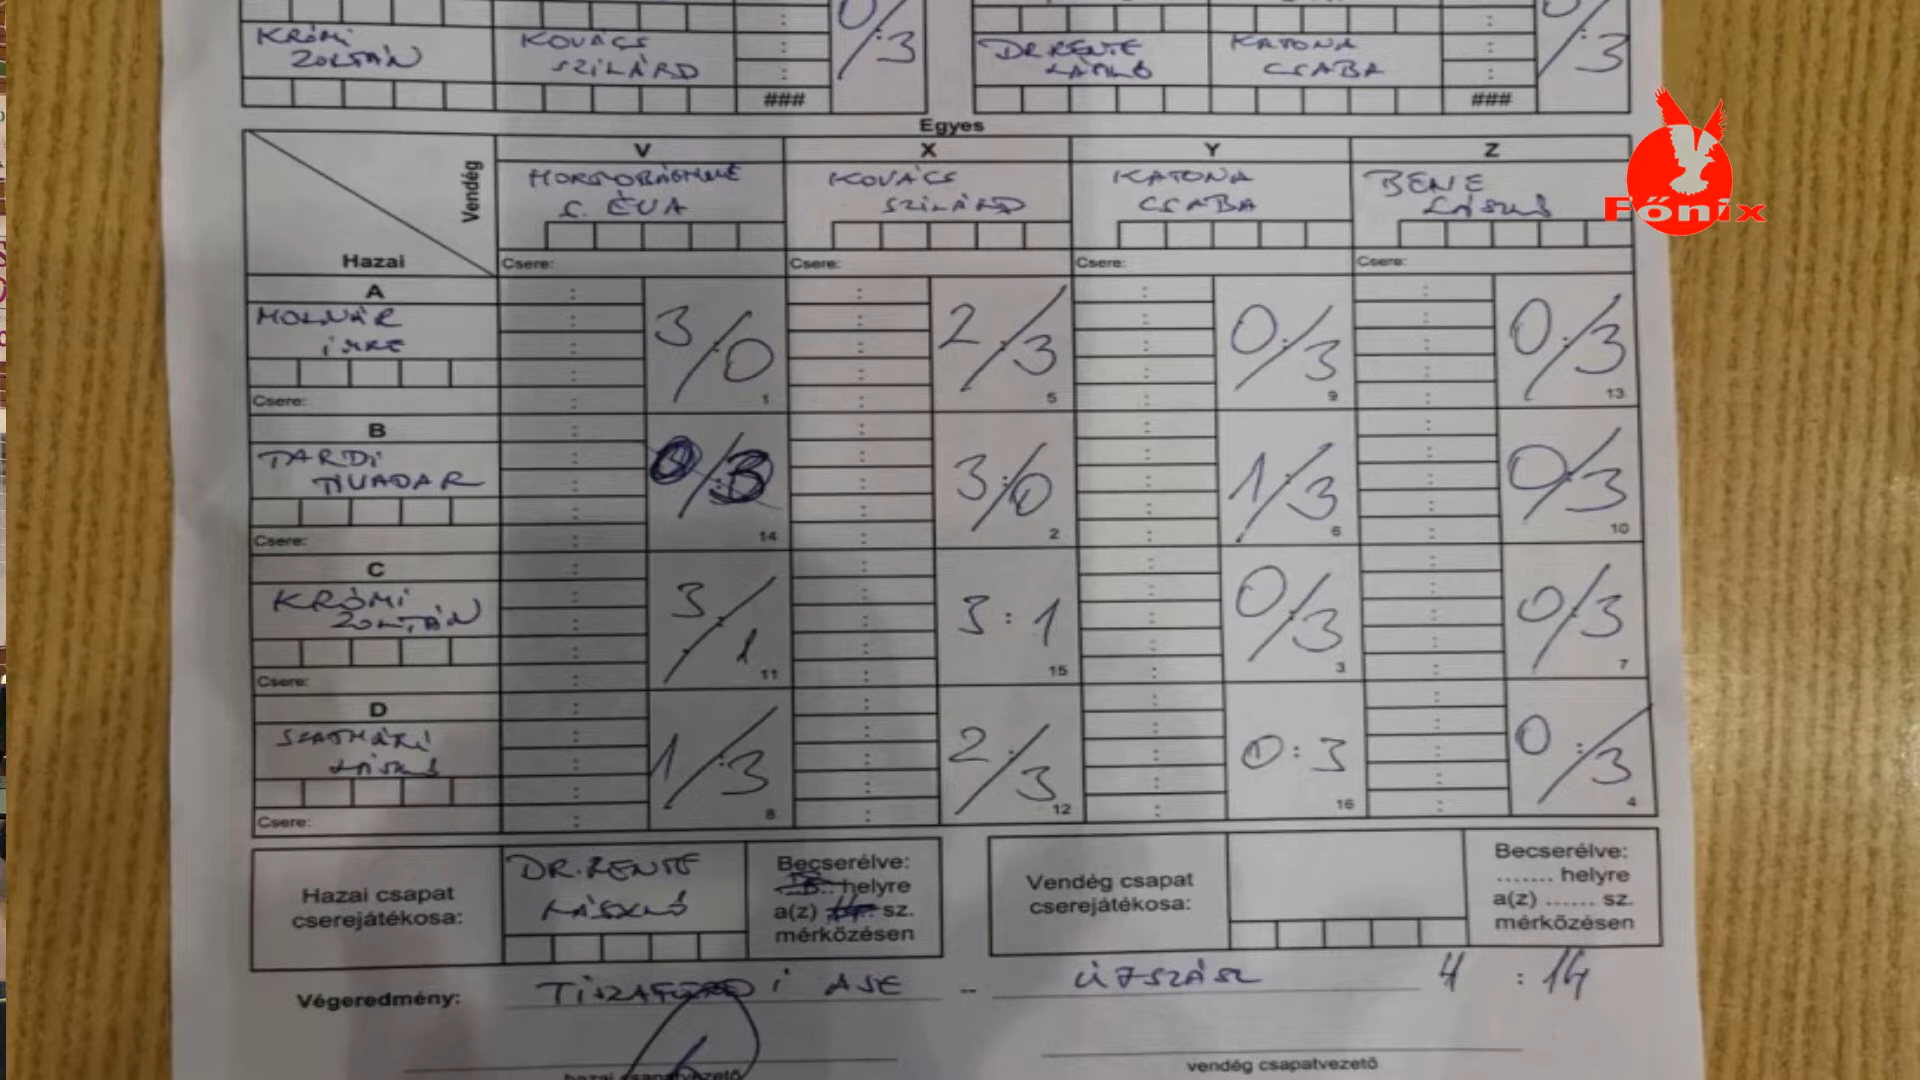 KRÓMI
ZOLTÁN
KOVÁCS
SZILÁRD
###
0/3
DR. RENTE
LÁSZLÓ
KATONA
CSABA
###
0/3
Egyes
Vendég
Hazai
V
X
Y
Z
S. ÉVA
KOVÁCS
SZILÁRD
KATONA
CSABA
BENE
LÁSZLÓ
Csere:
Csere:
Csere:
Csere:
Főnix
A
MOLNÁR
IMRE
Csere:
3/0
1
2/3
5
0/3
9
0/3
13
B
TARDI
TIVADAR
Csere:
0/3
14
3/0
2
1/3
6
0/3
10
C
KRÓMI
ZOLTÁN
Csere:
3/1
11
3:1
15
0/3
3
0/3
7
D
SZATMÁRI
LÁSZLÓ
Csere:
1/3
8
2/3
12
0:3
16
0/3
4
Hazai csapat
cserejátékosa:
DR. RENTE
LÁSZLÓ
Becserélve:
helyre
a(z) sz.
mérkőzésen
Vendég csapat
cserejátékosa:
Becserélve:
....... helyre
a(z) ...... sz.
mérkőzésen
Végeredmény: TISZAFÜREDI ASE – ÚJSZÁSZ 4 : 14
hazai csapatvezető
vendég csapatvezető